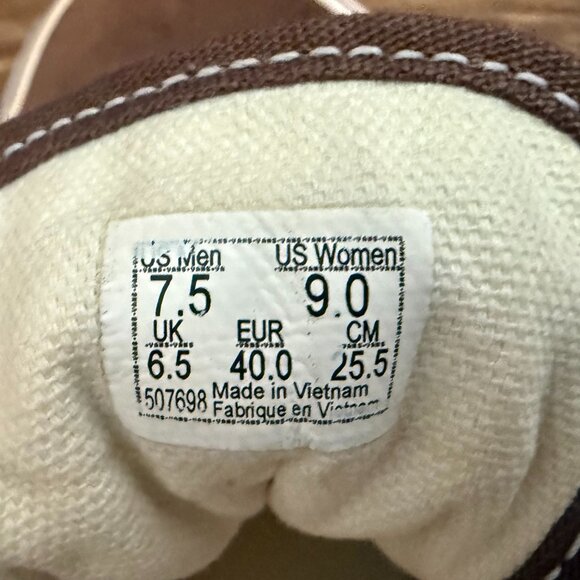 US Men US Women
7.5 9.0
UK EUR CM
6.5 40.0 25.5
507698 Made in Vietnam
Fabrique en Vietnam